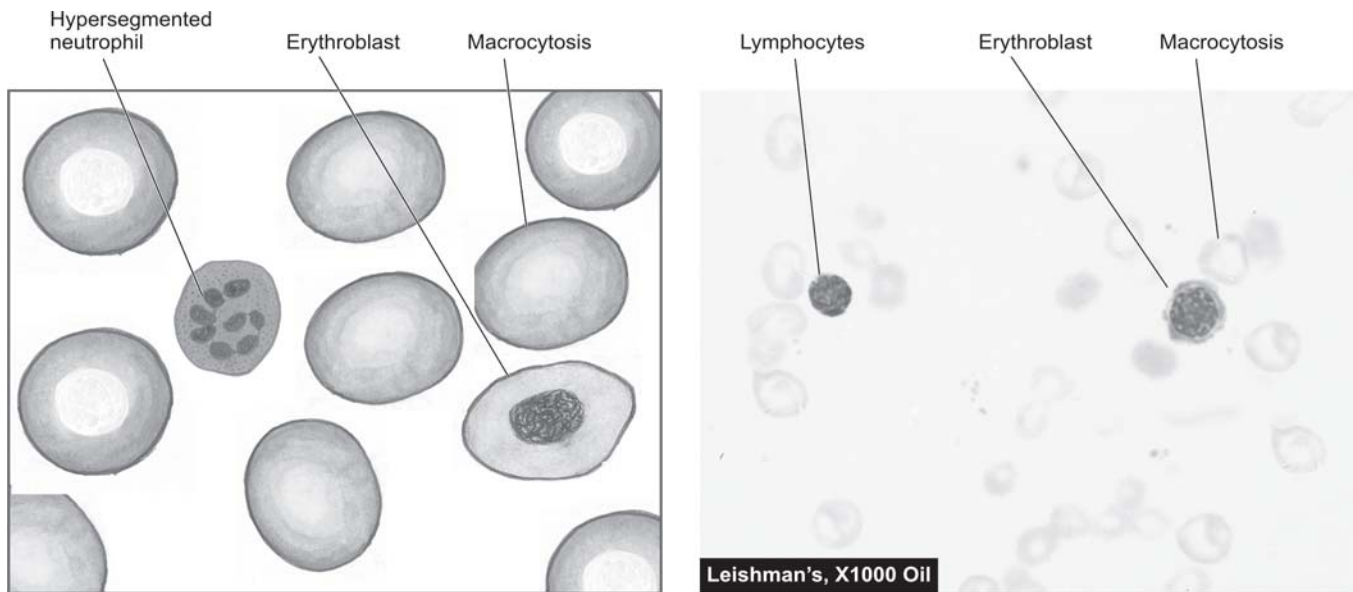 Hypersegmented
neutrophil
Erythroblast
Macrocytosis
Lymphocytes
Erythroblast
Macrocytosis
Leishman's, X1000 Oil